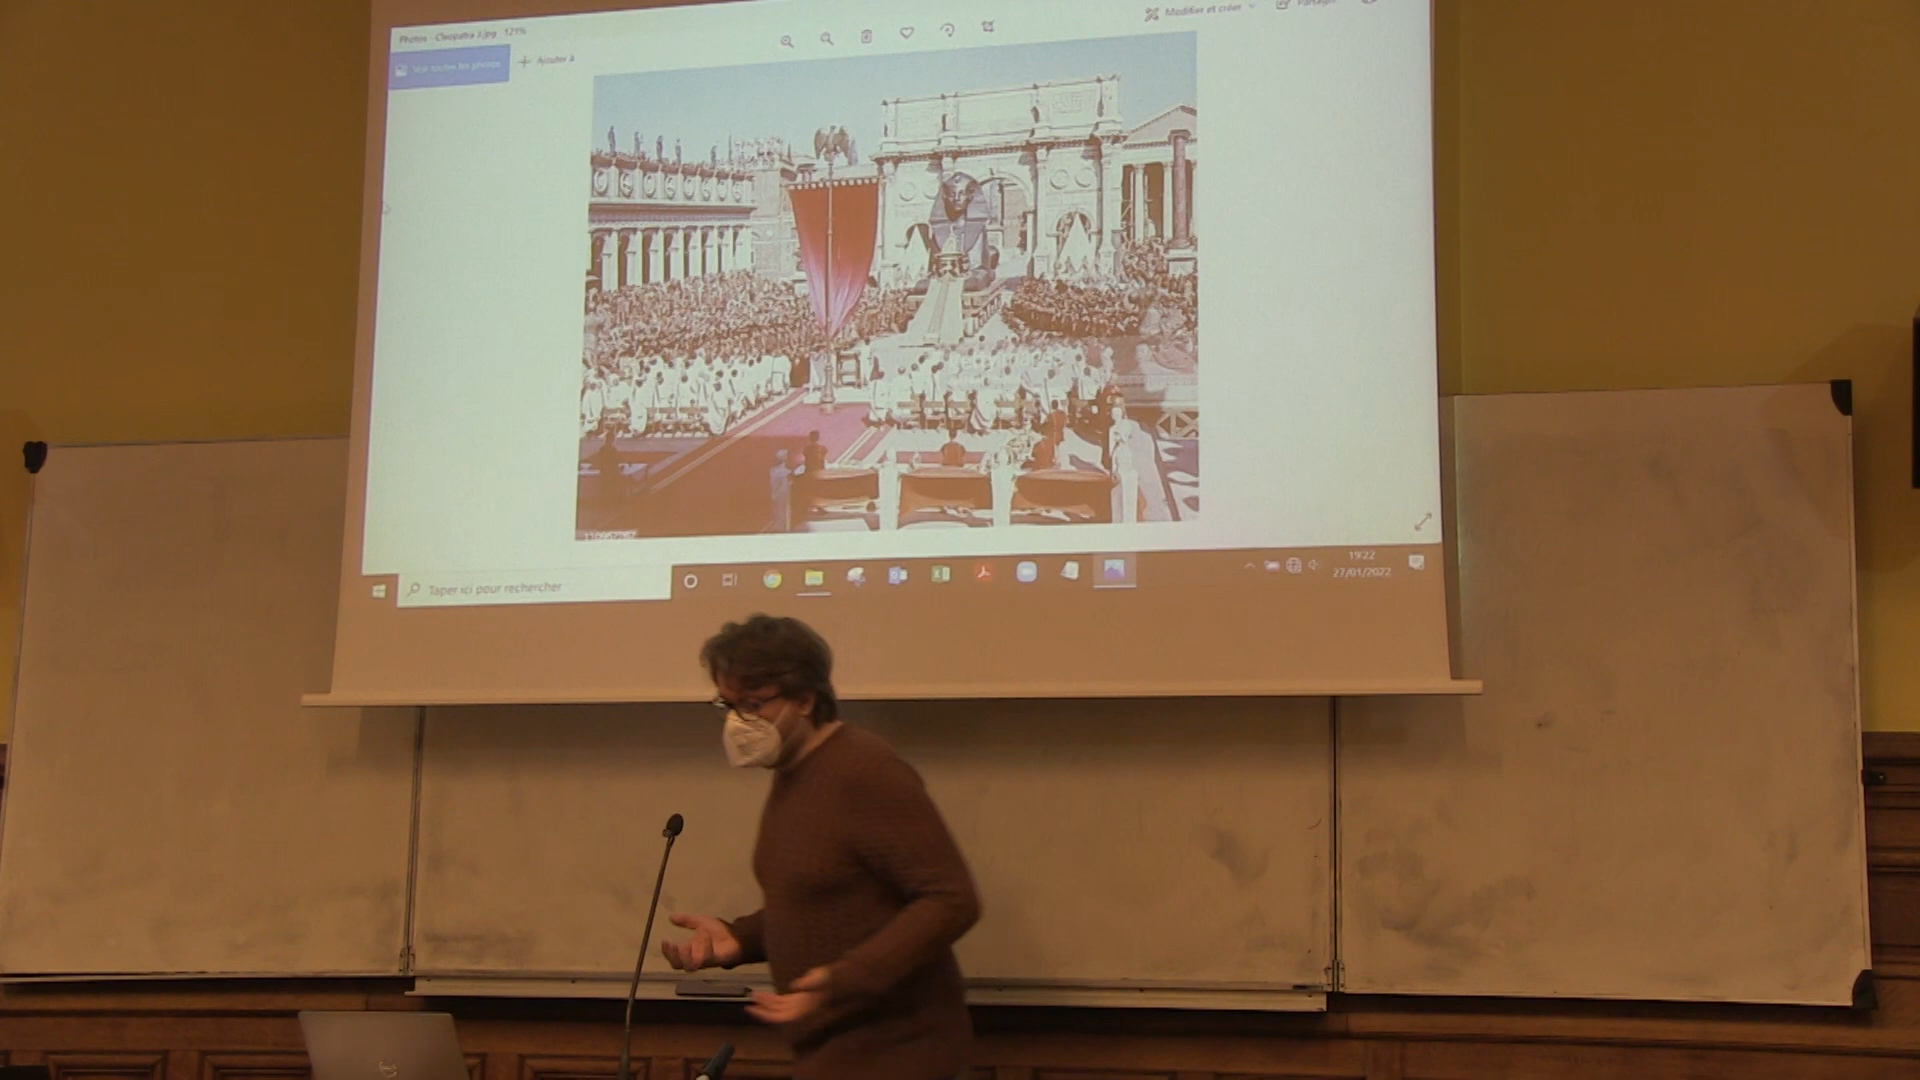 Photos - Cleopatra 3.jpg 121%
Modifier et créer
Partager
Voir toutes les photos
Ajouter à
Taper ici pour rechercher
19:22
27/01/2022